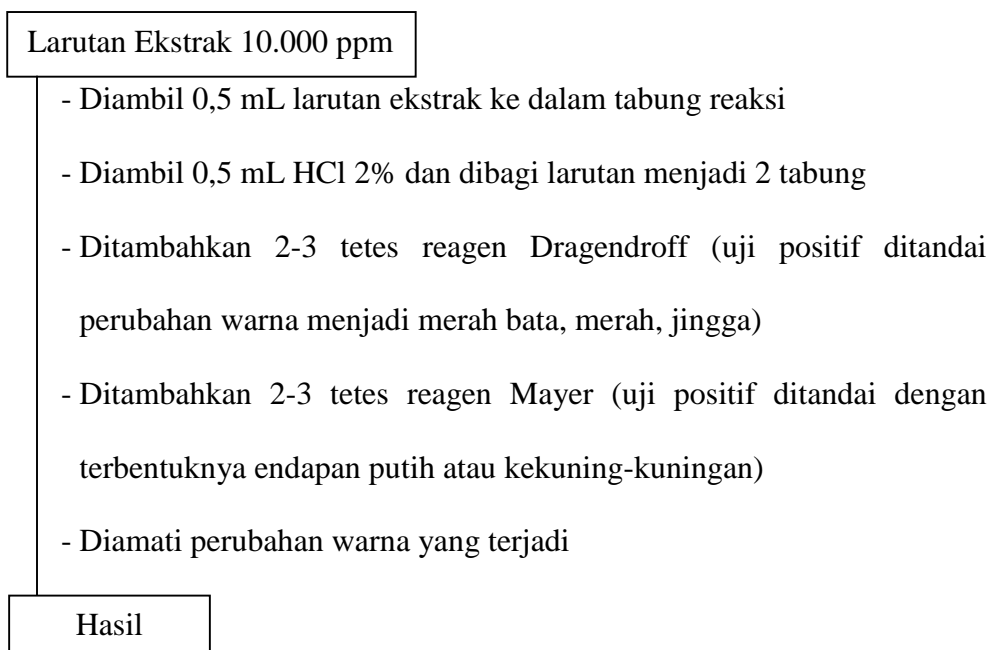 Larutan Ekstrak 10.000 ppm
- Diambil 0,5 mL larutan ekstrak ke dalam tabung reaksi
- Diambil 0,5 mL HCl 2% dan dibagi larutan menjadi 2 tabung
- Ditambahkan 2-3 tetes reagen Dragendroff (uji positif ditandai
perubahan warna menjadi merah bata, merah, jingga)
- Ditambahkan 2-3 tetes reagen Mayer (uji positif ditandai dengan
terbentuknya endapan putih atau kekuning-kuningan)
- Diamati perubahan warna yang terjadi
Hasil